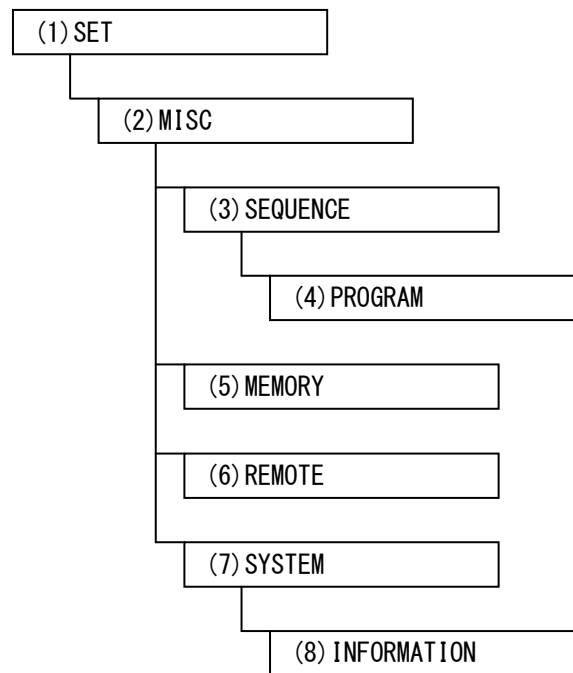 (1)SET
(2)MISC
(3)SEQUENCE
(4)PROGRAM
(5)MEMORY
(6)REMOTE
(7)SYSTEM
(8)INFORMATION